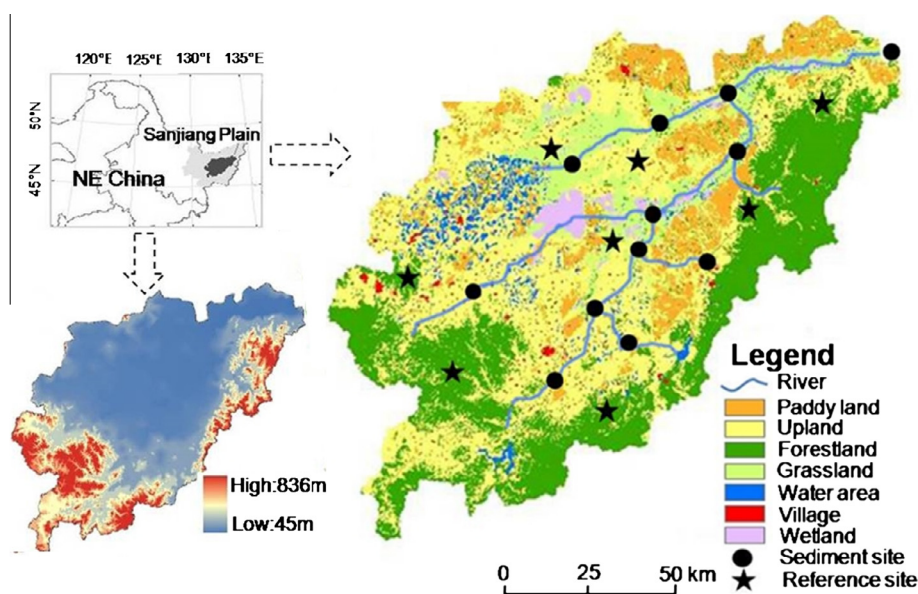 120°E 125°E 130°E 135°E
50°N
45°N
Sanjiang Plain
NE China
High:836m
Low:45m
Legend
River
Paddy land
Upland
Forestland
Grassland
Water area
Village
Wetland
Sediment site
Reference site
0 25 50 km